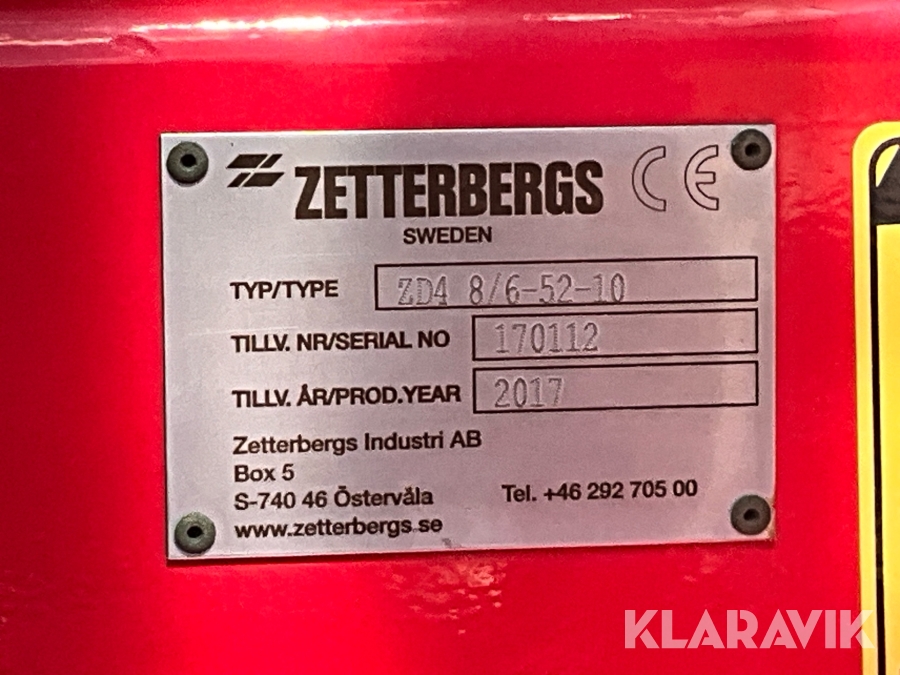 ZETTERBERGS CE
SWEDEN
TYP/TYPE ZD4 8/6-52-10
TILLV. NR/SERIAL NO 170112
TILLV. ÅR/PROD.YEAR 2017
Zetterbergs Industri AB
Box 5
S-740 46 Östervåla Tel. +46 292 705 00
www.zetterbergs.se
KLARAVIK